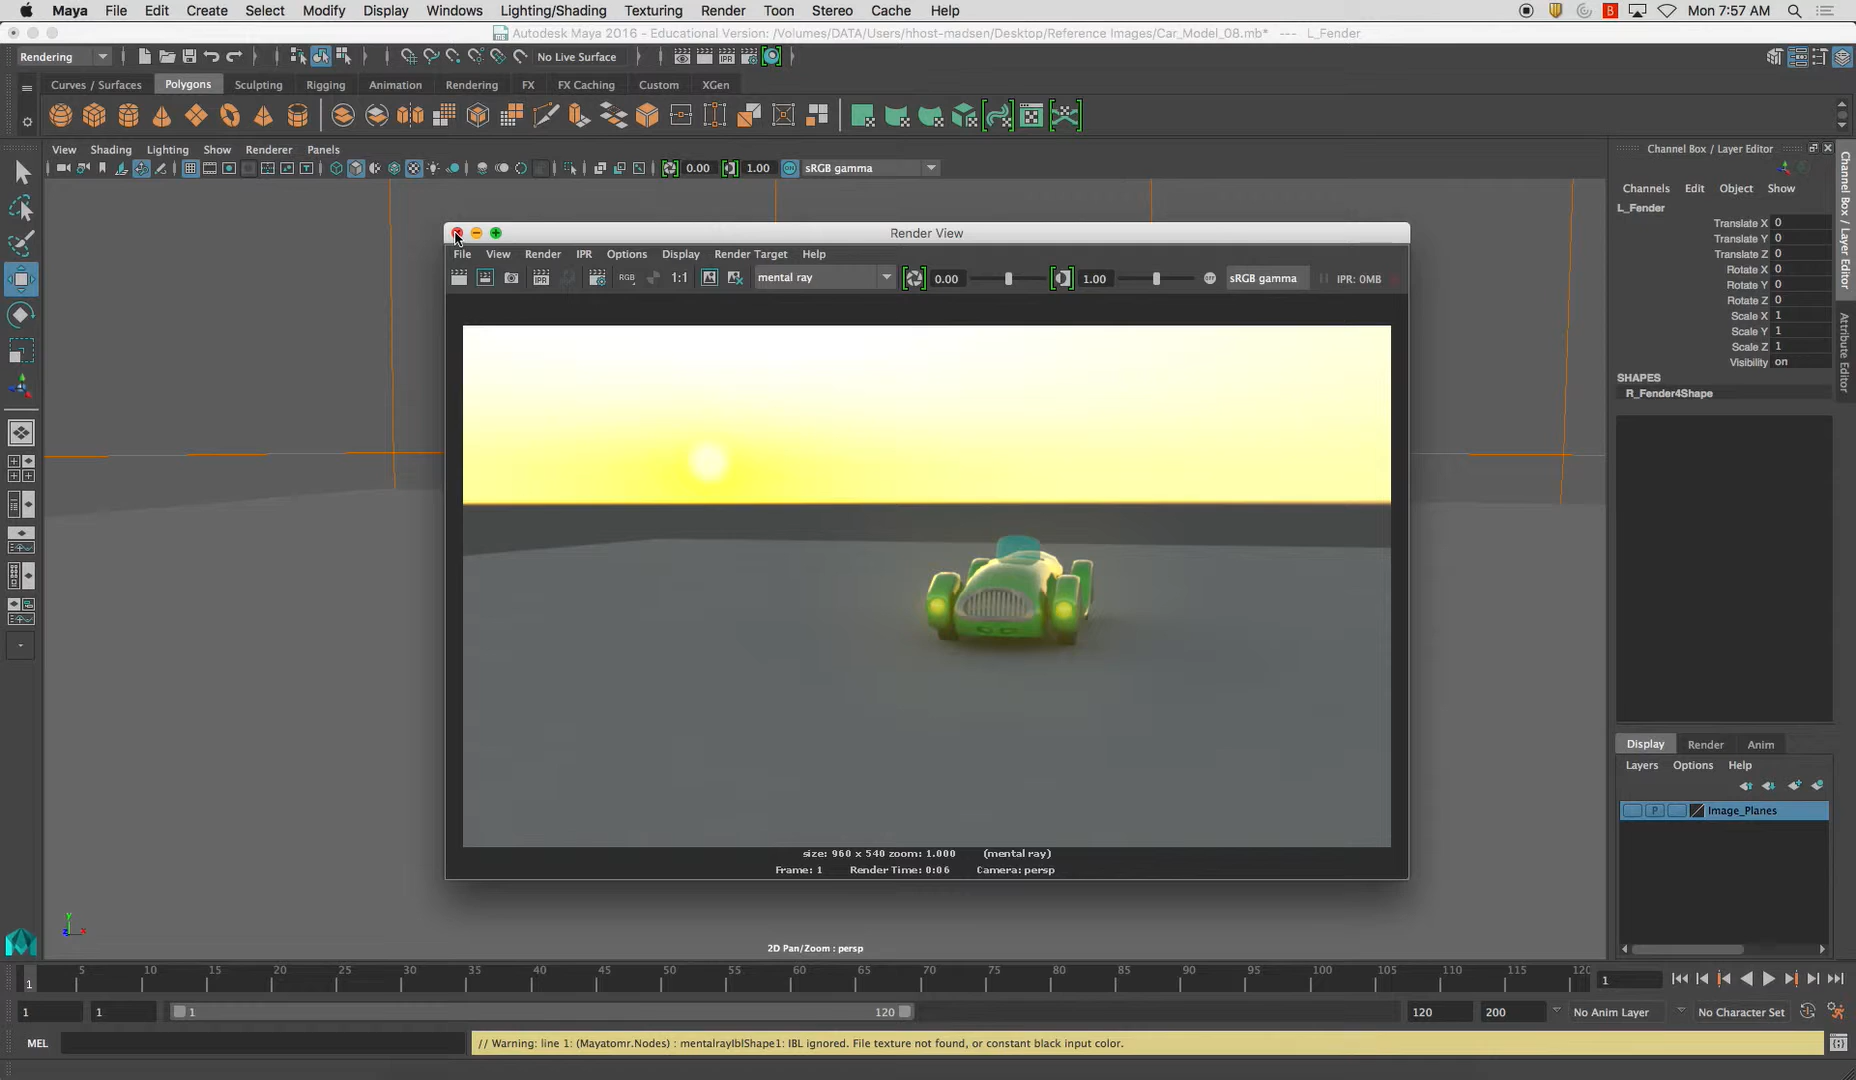 Maya File Edit Create Select Modify Display Windows Lighting/Shading Texturing Render Toon Stereo Cache Help Mon 7:57 AM
Autodesk Maya 2016 - Educational Version: /Volumes/DATA/Users/hhost-madsen/Desktop/Reference Images/Car_Model_08.mb* --- L_Fender
Rendering No Live Surface IPR
Curves / Surfaces Polygons Sculpting Rigging Animation Rendering FX FX Caching Custom XGen
View Shading Lighting Show Renderer Panels
0.00 1.00 sRGB gamma
Channel Box / Layer Editor
Channels Edit Object Show
L_Fender
Translate X 0
Translate Y 0
Translate Z 0
Rotate X 0
Rotate Y 0
Rotate Z 0
Scale X 1
Scale Y 1
Scale Z 1
Visibility on
SHAPES
R_Fender4Shape
Channel Box / Layer Editor
Attribute Editor
Render View
File View Render IPR Options Display Render Target Help
IPR RGB 1:1 mental ray 0.00 1.00 sRGB gamma IPR: 0MB
size: 960 x 540 zoom: 1.000 (mental ray)
Frame: 1 Render Time: 0:06 Camera: persp
Display Render Anim
Layers Options Help
P Image_Planes
y
z x
2D Pan/Zoom : persp
1 5 10 15 20 25 30 35 40 45 50 55 60 65 70 75 80 85 90 95 100 105 110 115 120 1
1 1 1 120 120 200 No Anim Layer No Character Set
MEL // Warning: line 1: (Mayatomr.Nodes) : mentalrayIblShape1: IBL ignored. File texture not found, or constant black input color.